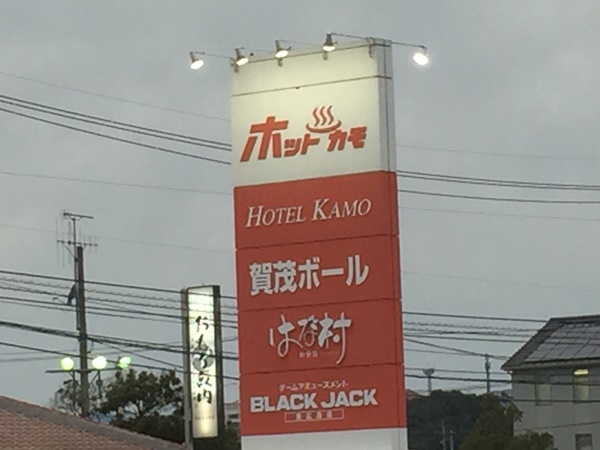 ホットカモ
HOTEL KAMO
賀茂ボール
はな村
ゲームアミューズメント
BLACK JACK